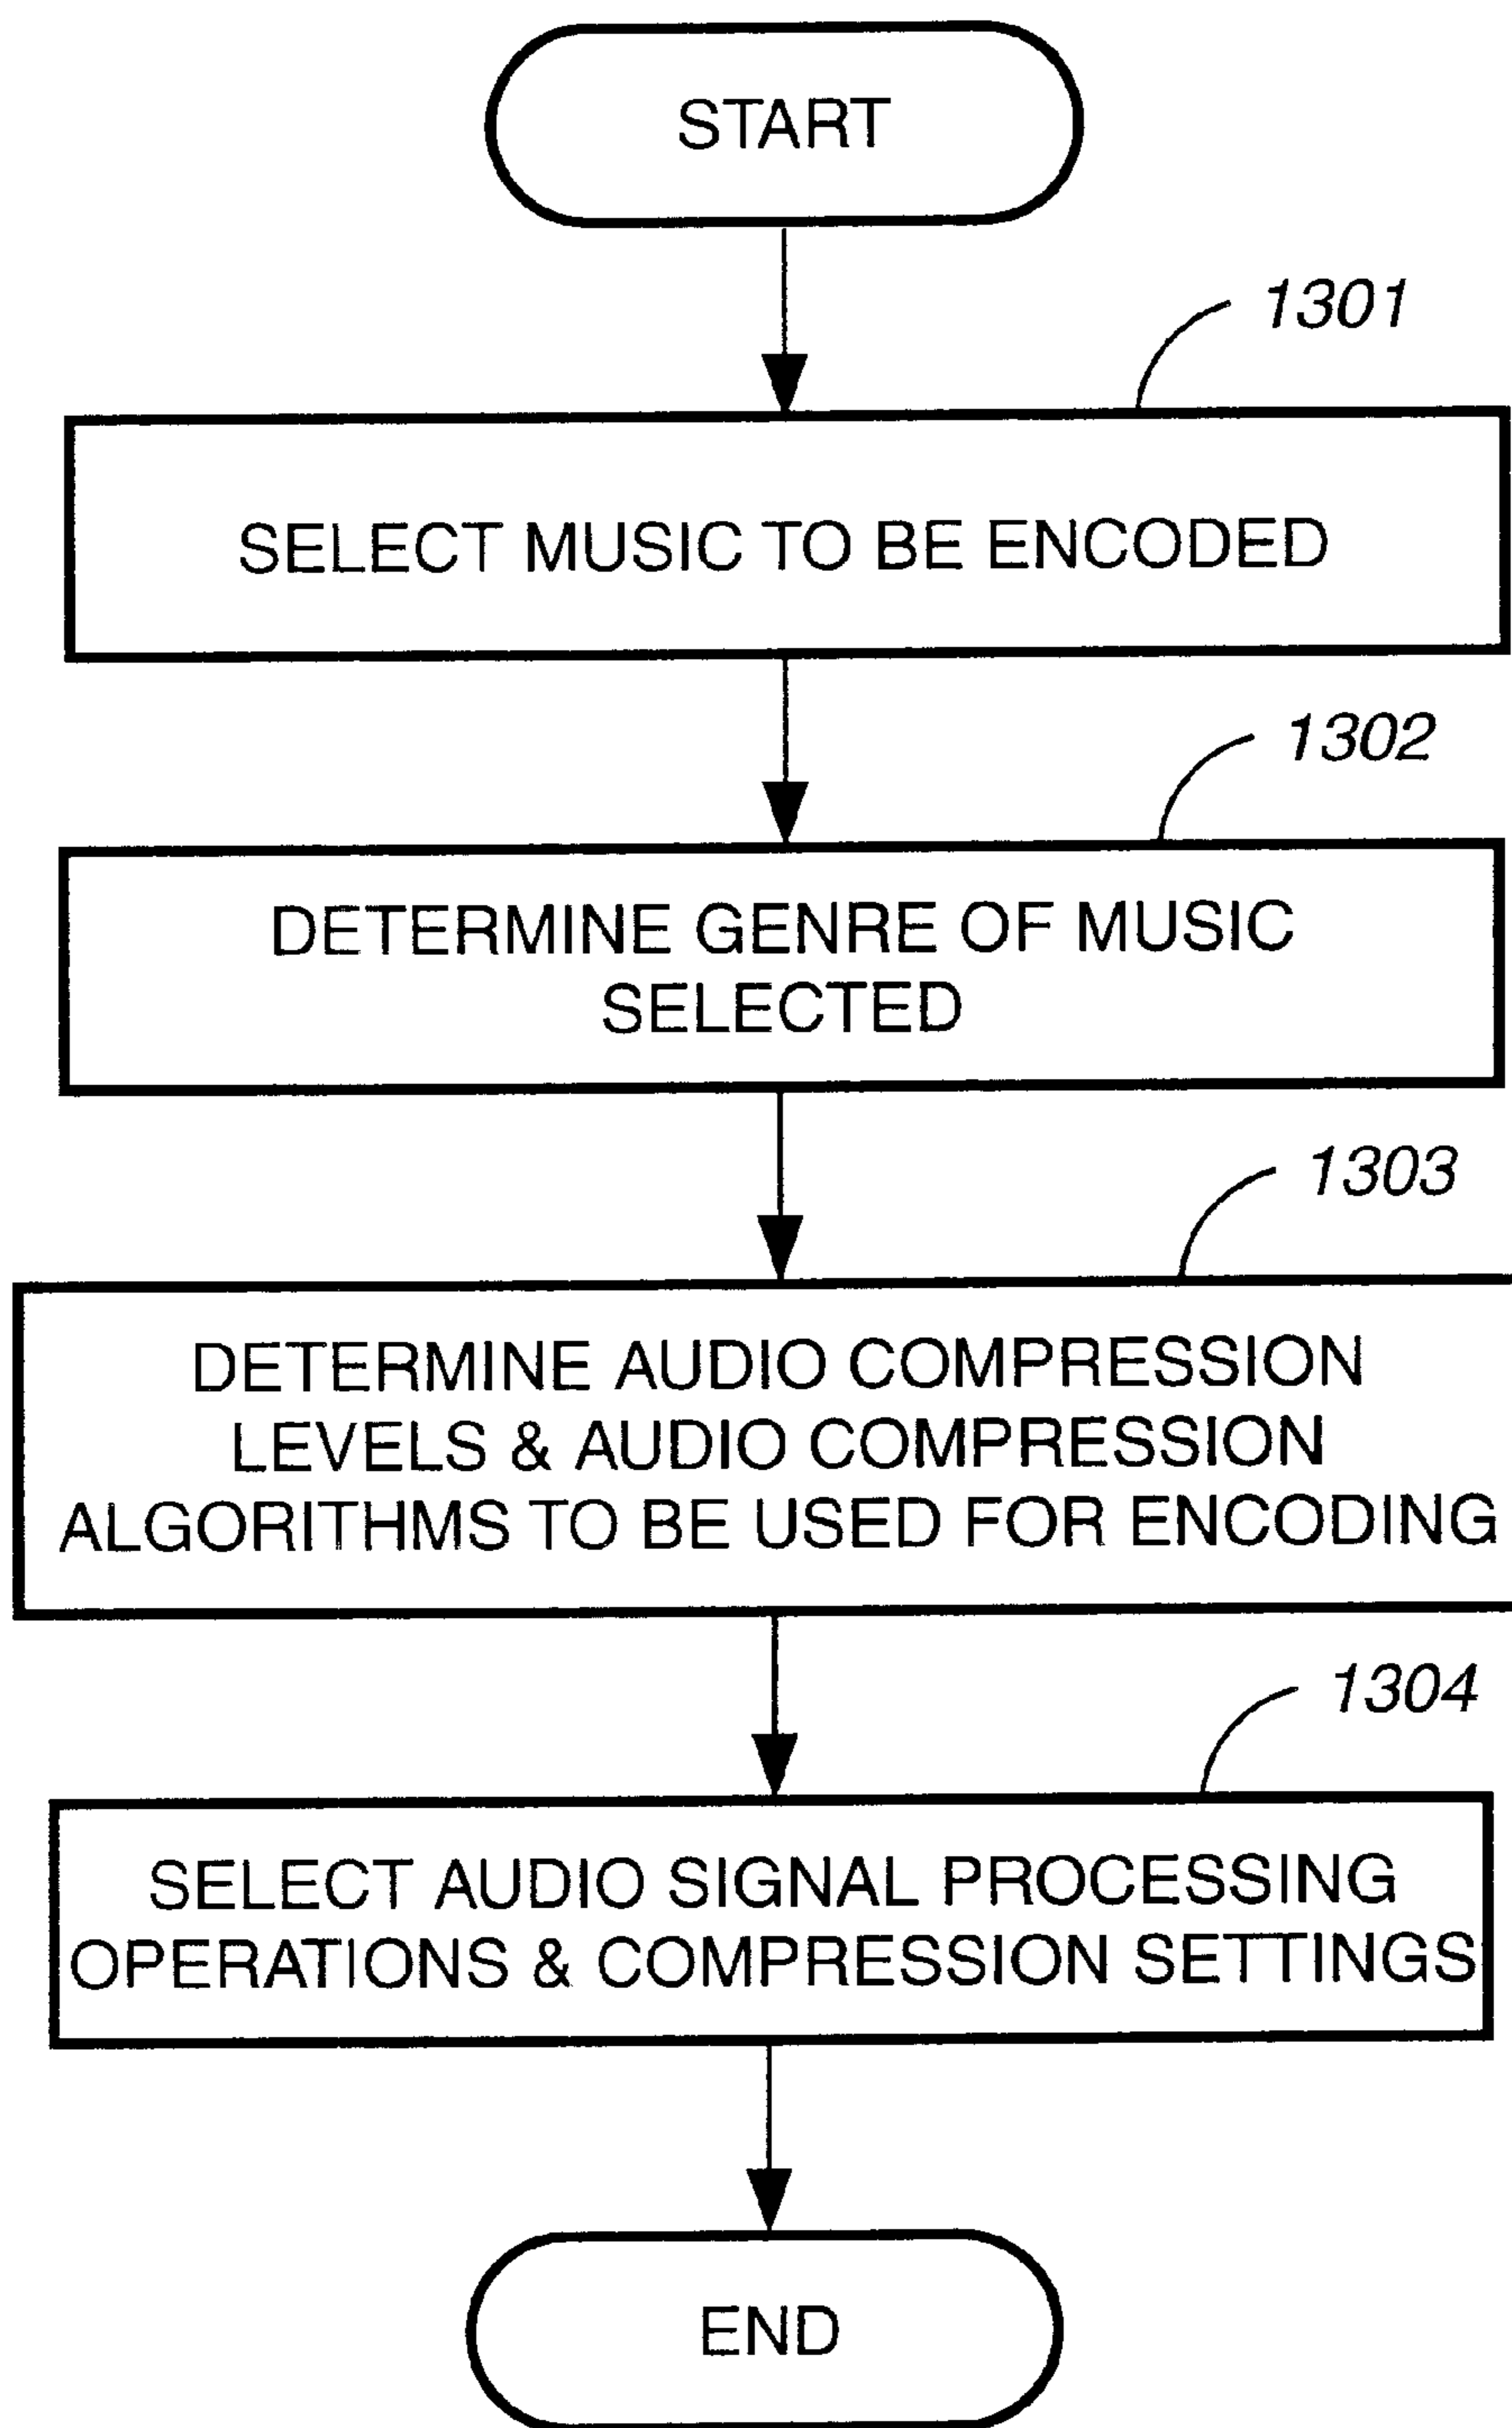 START
1301
SELECT MUSIC TO BE ENCODED
1302
DETERMINE GENRE OF MUSIC
SELECTED
1303
DETERMINE AUDIO COMPRESSION
LEVELS & AUDIO COMPRESSION
ALGORITHMS TO BE USED FOR ENCODING
1304
SELECT AUDIO SIGNAL PROCESSING
OPERATIONS & COMPRESSION SETTINGS
END